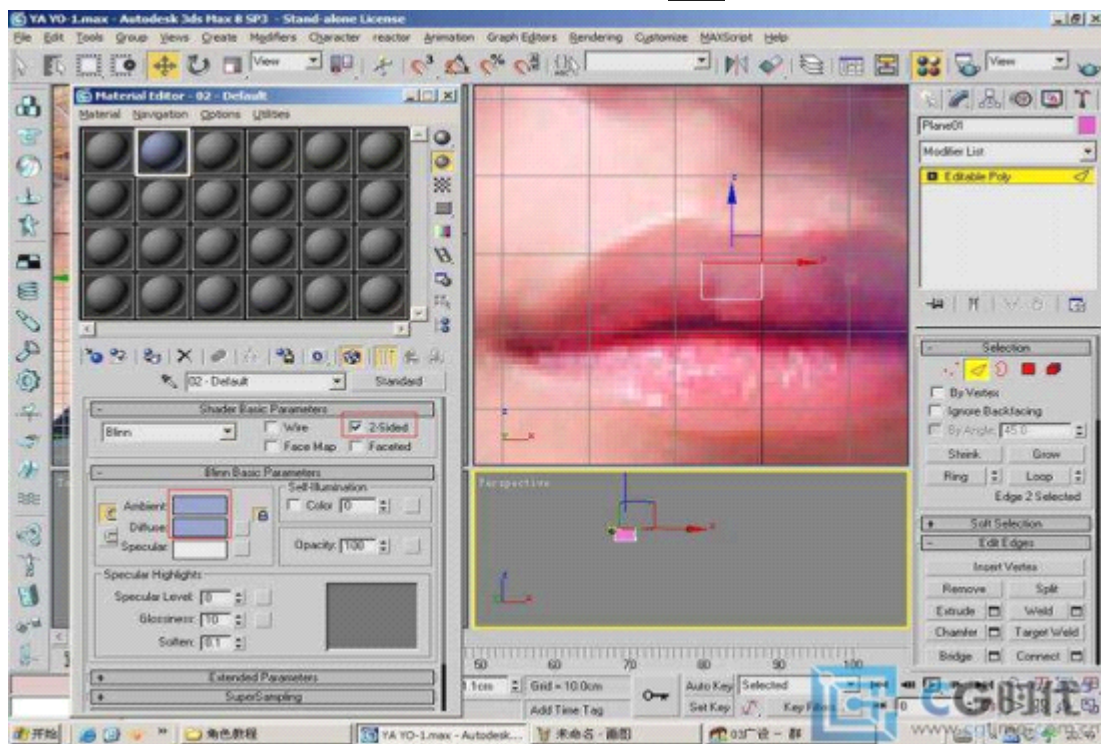 YA YO-1.max - Autodesk 3ds Max 8 SP3 - Stand-alone License
File Edit Tools Group Views Create Modifiers Character reactor Animation Graph Editors Rendering Customize MAXScript Help
View
View
Material Editor - 02 - Default
Material Navigation Options Utilities
02 - Default
Standard
Shader Basic Parameters
Blinn
Wire
2-Sided
Face Map
Faceted
Blinn Basic Parameters
Self-Illumination
Ambient:
Color 0
Diffuse:
Specular:
Opacity: 100
Specular Highlights
Specular Level: 0
Glossiness: 10
Soften: 0.1
Extended Parameters
SuperSampling
Perspective
Plane01
Modifier List
Editable Poly
Selection
By Vertex
Ignore Backfacing
By Angle: 45.0
Shrink
Grow
Ring
Loop
Edge 2 Selected
Soft Selection
Edit Edges
Insert Vertex
Remove
Split
Extrude
Weld
Chamfer
Target Weld
Bridge
Connect
50 60 70 80 90 100
Grid = 10.0cm
Add Time Tag
Auto Key
Selected
Set Key
CG时代
开始
角色教程
YA YO-1.max - Autodesk...
未命名 - 画图